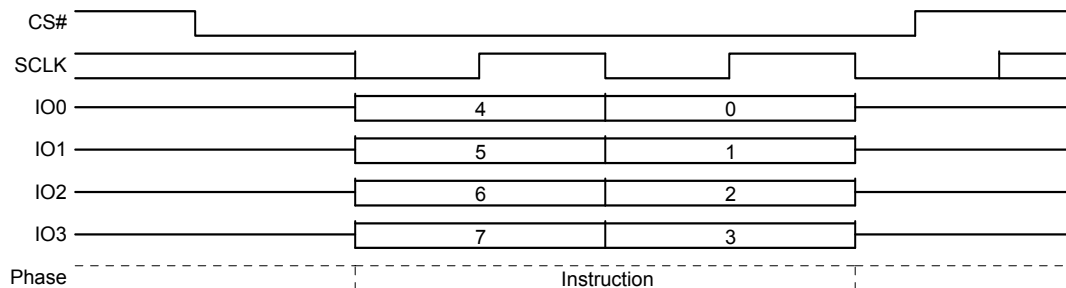 CS#
SCLK
IO0 4 0
IO1 5 1
IO2 6 2
IO3 7 3
Phase Instruction